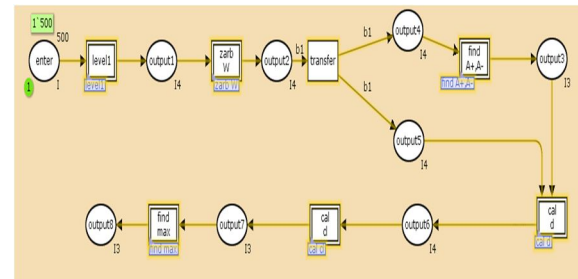 1`500
500
enter
1
I
level1
level1
output1
I4
zarb
W
zarb W
output2
I4
b1
transfer
b1
b1
output4
I4
find
A+,A-
find A+,A-
output3
I3
output5
I4
cal
d
cal d
output6
I4
cal
d
cal d
output7
I3
find
max
find max
output8
I3